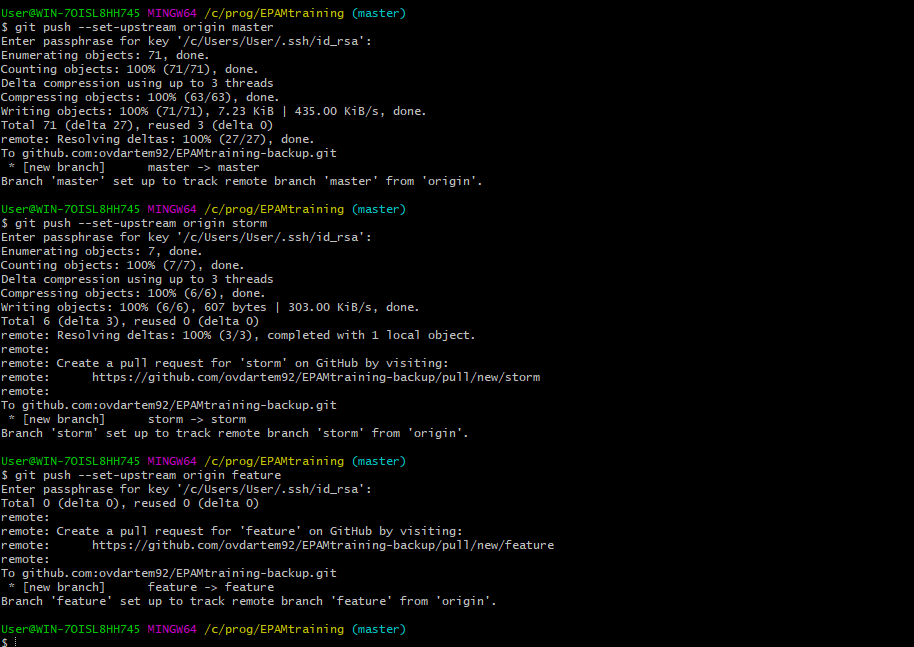 User@WIN-7OISL8HH745 MINGW64 /c/prog/EPAMtraining (master)
$ git push --set-upstream origin master
Enter passphrase for key '/c/Users/User/.ssh/id_rsa':
Enumerating objects: 71, done.
Counting objects: 100% (71/71), done.
Delta compression using up to 3 threads
Compressing objects: 100% (63/63), done.
Writing objects: 100% (71/71), 7.23 KiB | 435.00 KiB/s, done.
Total 71 (delta 27), reused 3 (delta 0)
remote: Resolving deltas: 100% (27/27), done.
To github.com:ovdartem92/EPAMtraining-backup.git
 * [new branch]      master -> master
Branch 'master' set up to track remote branch 'master' from 'origin'.

User@WIN-7OISL8HH745 MINGW64 /c/prog/EPAMtraining (master)
$ git push --set-upstream origin storm
Enter passphrase for key '/c/Users/User/.ssh/id_rsa':
Enumerating objects: 7, done.
Counting objects: 100% (7/7), done.
Delta compression using up to 3 threads
Compressing objects: 100% (6/6), done.
Writing objects: 100% (6/6), 607 bytes | 303.00 KiB/s, done.
Total 6 (delta 3), reused 0 (delta 0)
remote: Resolving deltas: 100% (3/3), completed with 1 local object.
remote:
remote: Create a pull request for 'storm' on GitHub by visiting:
remote:      https://github.com/ovdartem92/EPAMtraining-backup/pull/new/storm
remote:
To github.com:ovdartem92/EPAMtraining-backup.git
 * [new branch]      storm -> storm
Branch 'storm' set up to track remote branch 'storm' from 'origin'.

User@WIN-7OISL8HH745 MINGW64 /c/prog/EPAMtraining (master)
$ git push --set-upstream origin feature
Enter passphrase for key '/c/Users/User/.ssh/id_rsa':
Total 0 (delta 0), reused 0 (delta 0)
remote:
remote: Create a pull request for 'feature' on GitHub by visiting:
remote:      https://github.com/ovdartem92/EPAMtraining-backup/pull/new/feature
remote:
To github.com:ovdartem92/EPAMtraining-backup.git
 * [new branch]      feature -> feature
Branch 'feature' set up to track remote branch 'feature' from 'origin'.

User@WIN-7OISL8HH745 MINGW64 /c/prog/EPAMtraining (master)
$